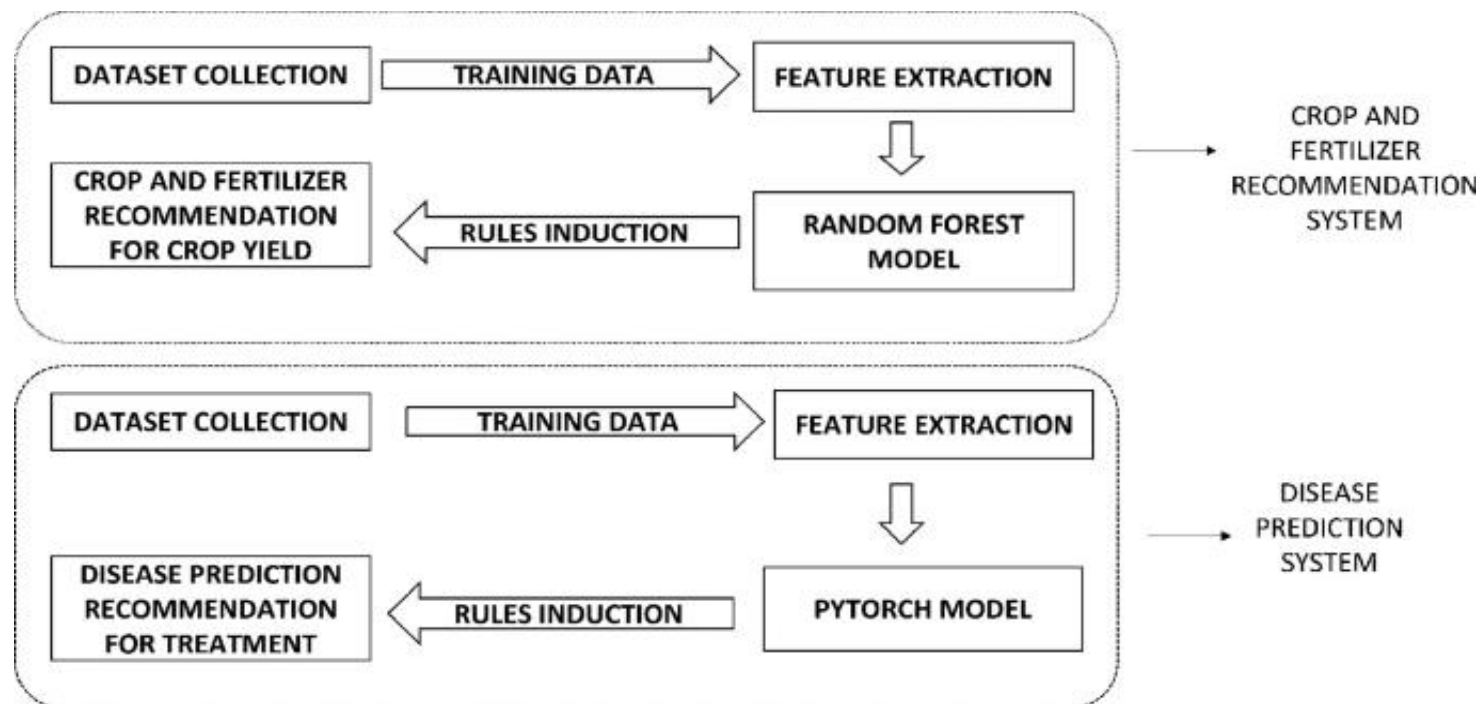 DATASET COLLECTION
TRAINING DATA
FEATURE EXTRACTION
CROP AND FERTILIZER
RECOMMENDATION
FOR CROP YIELD
RULES INDUCTION
RANDOM FOREST
MODEL
CROP AND
FERTILIZER
RECOMMENDATION
SYSTEM
DATASET COLLECTION
TRAINING DATA
FEATURE EXTRACTION
DISEASE PREDICTION
RECOMMENDATION
FOR TREATMENT
RULES INDUCTION
PYTORCH MODEL
DISEASE
PREDICTION
SYSTEM